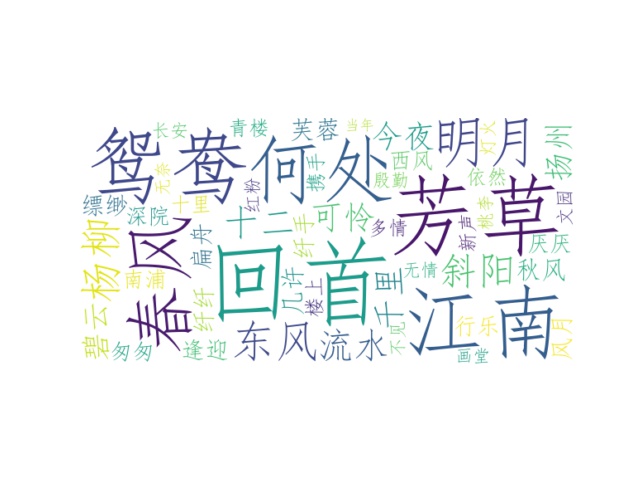 长安
青楼
芙蓉
当年
今夜
明月
灯火
扬州
鸳鸯
何处
西风
依然
携手
殷勤
无奈
十里
红粉
缥缈
深院
杨柳
春风
扁舟
十二
纤手
可怜
多情
芳草
新声
桃李
文园
厌厌
南浦
回首
几许
楼上
千里
无情
斜阳
秋风
碧云
纤纤
江南
行乐
风月
匆匆
逢迎
东风
流水
不见
画堂